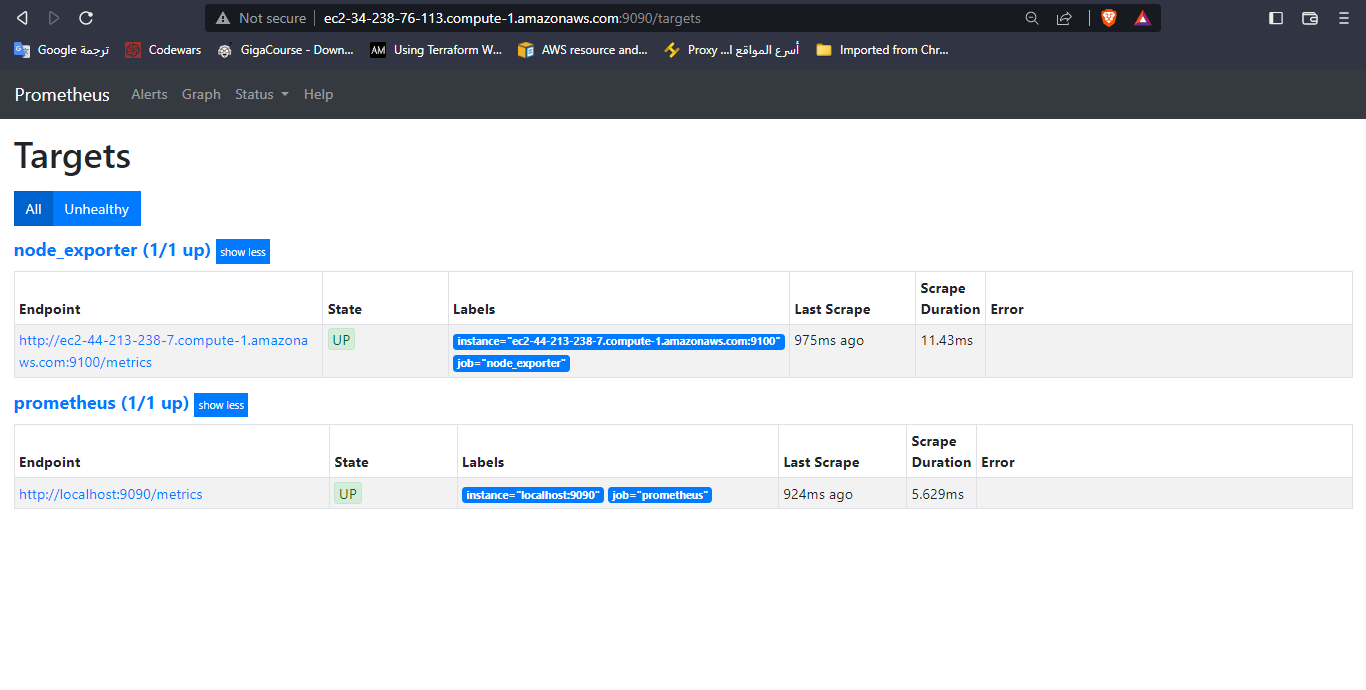 Not secure ec2-34-238-76-113.compute-1.amazonaws.com:9090/targets
ترجمة Google Codewars GigaCourse - Down... AM Using Terraform W... AWS resource and... أسرع المواقع ا... Proxy Imported from Chr...
Prometheus Alerts Graph Status Help
Targets
All Unhealthy
node_exporter (1/1 up) show less
Endpoint State Labels Last Scrape Scrape Duration Error
http://ec2-44-213-238-7.compute-1.amazona UP instance="ec2-44-213-238-7.compute-1.amazonaws.com:9100" 975ms ago 11.43ms
ws.com:9100/metrics job="node_exporter"
prometheus (1/1 up) show less
Endpoint State Labels Last Scrape Scrape Duration Error
http://localhost:9090/metrics UP instance="localhost:9090" job="prometheus" 924ms ago 5.629ms